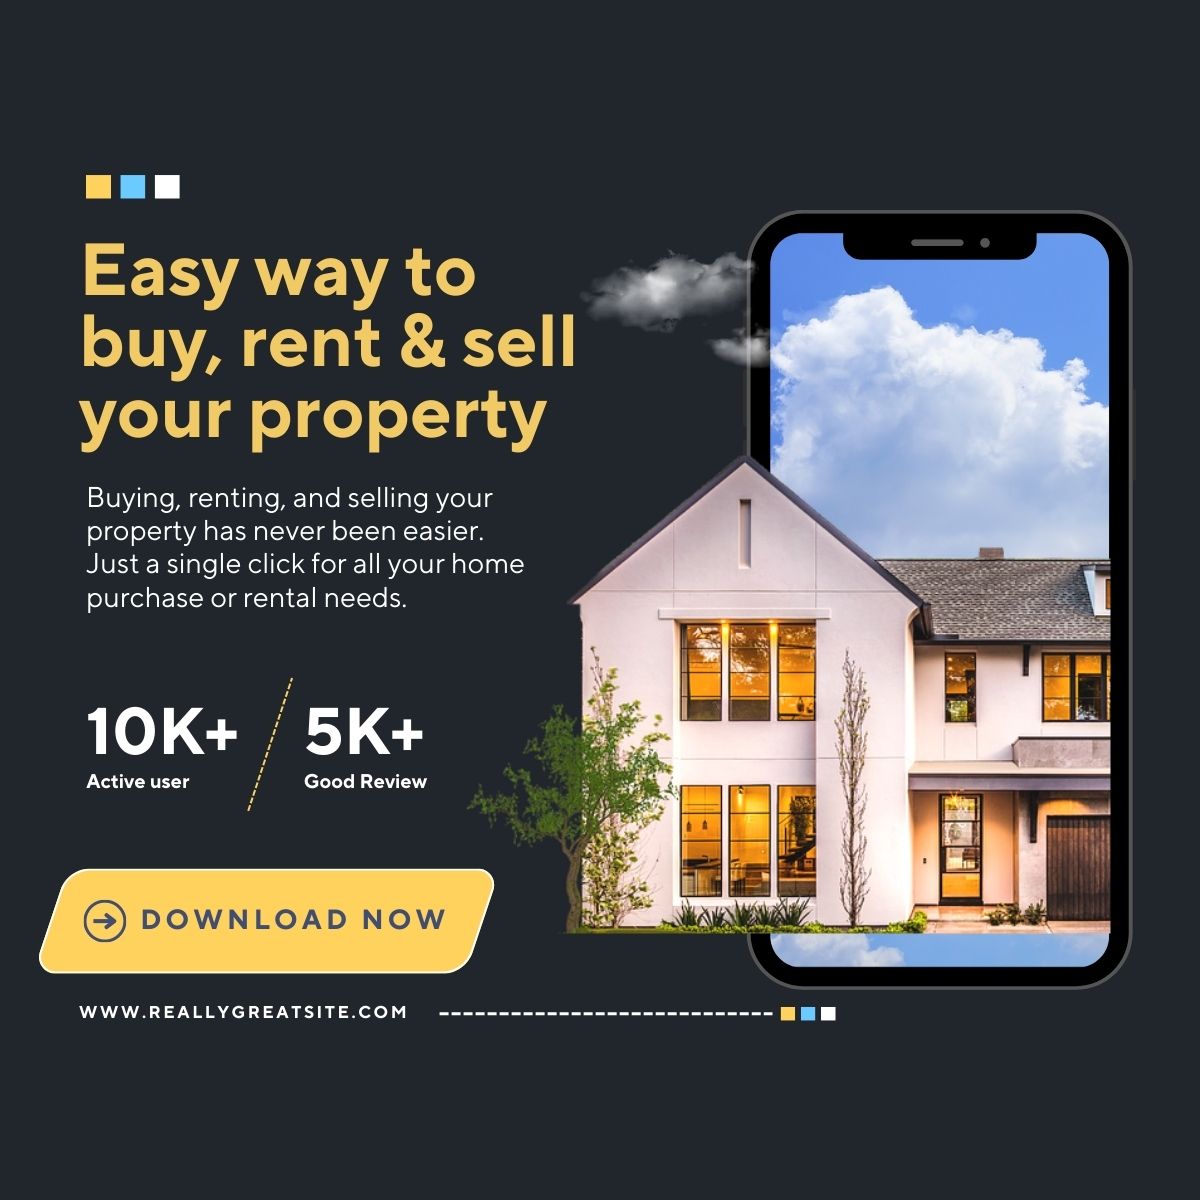 Easy way to
buy, rent & sell
your property
Buying, renting, and selling your
property has never been easier.
Just a single click for all your home
purchase or rental needs.
10K+
Active user
5K+
Good Review
DOWNLOAD NOW
WWW.REALLYGREATSITE.COM